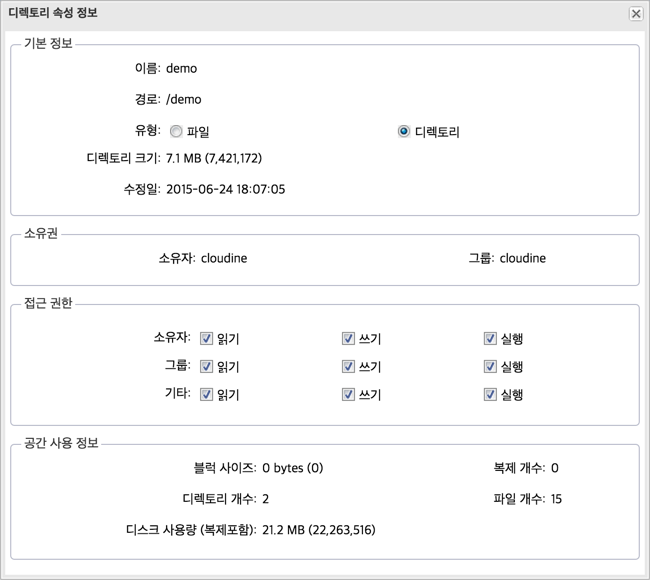 디렉토리 속성 정보
기본 정보
이름: demo
경로: /demo
유형: 파일 디렉토리
디렉토리 크기: 7.1 MB (7,421,172)
수정일: 2015-06-24 18:07:05
소유권
소유자: cloudine 그룹: cloudine
접근 권한
소유자: 읽기 쓰기 실행
그룹: 읽기 쓰기 실행
기타: 읽기 쓰기 실행
공간 사용 정보
블럭 사이즈: 0 bytes (0) 복제 개수: 0
디렉토리 개수: 2 파일 개수: 15
디스크 사용량 (복제포함): 21.2 MB (22,263,516)